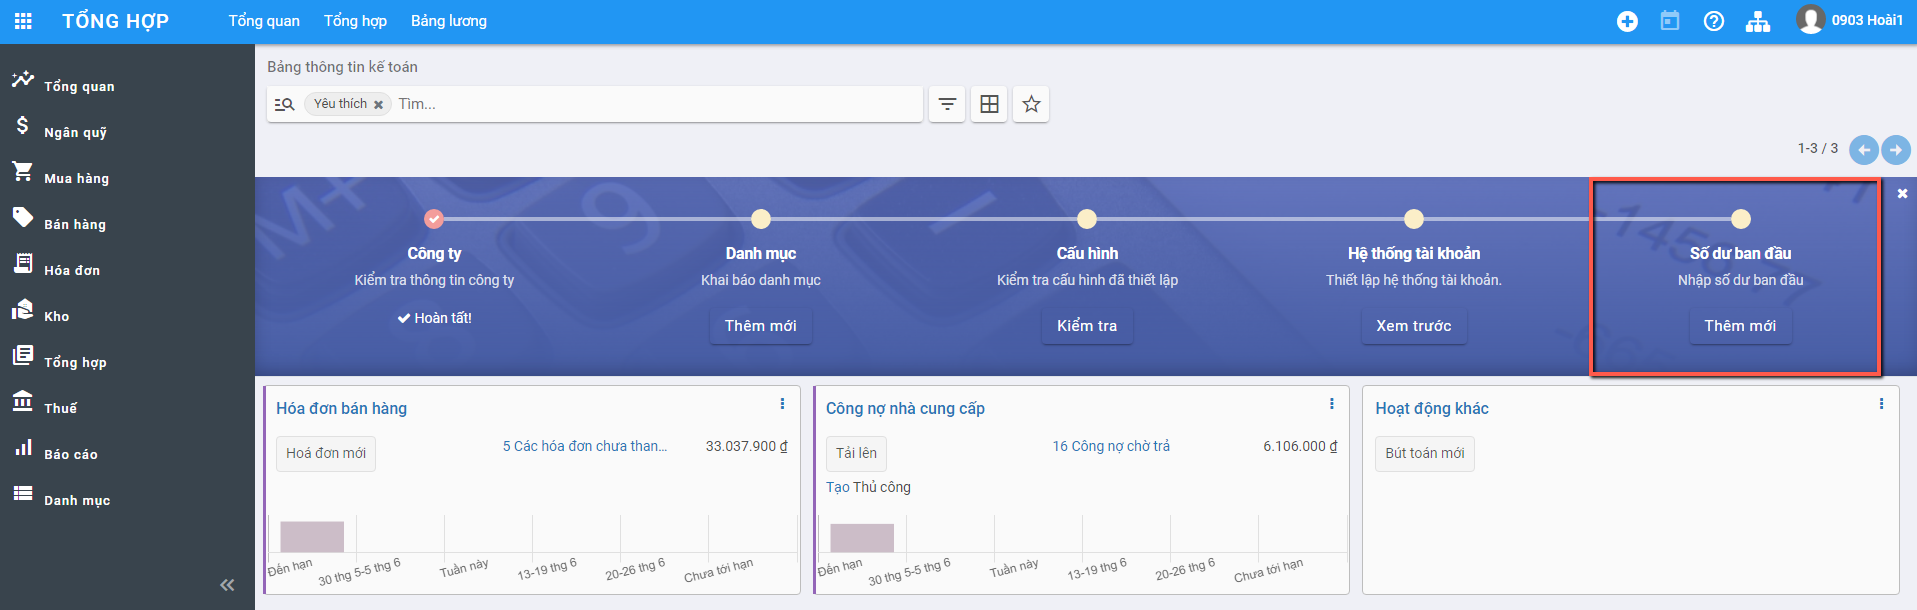 TỔNG HỢP
Tổng quan
Tổng hợp
Bảng lương
0903 Hoài1
Tổng quan
Ngân quỹ
Mua hàng
Bán hàng
Hóa đơn
Kho
Tổng hợp
Thuế
Báo cáo
Danh mục
Bảng thông tin kế toán
Yêu thích
Tìm...
1-3 / 3
Công ty
Kiểm tra thông tin công ty
Hoàn tất!
Danh mục
Khai báo danh mục
Thêm mới
Cấu hình
Kiểm tra cấu hình đã thiết lập
Kiểm tra
Hệ thống tài khoản
Thiết lập hệ thống tài khoản.
Xem trước
Số dư ban đầu
Nhập số dư ban đầu
Thêm mới
Hóa đơn bán hàng
Hoá đơn mới
5 Các hóa đơn chưa than...
33.037.900 ₫
Đến hạn
30 thg 5-5 thg 6
Tuần này
13-19 thg 6
20-26 thg 6
Chưa tới hạn
Công nợ nhà cung cấp
Tải lên
16 Công nợ chờ trả
6.106.000 ₫
Tạo Thủ công
Đến hạn
30 thg 5-5 thg 6
Tuần này
13-19 thg 6
20-26 thg 6
Chưa tới hạn
Hoạt động khác
Bút toán mới